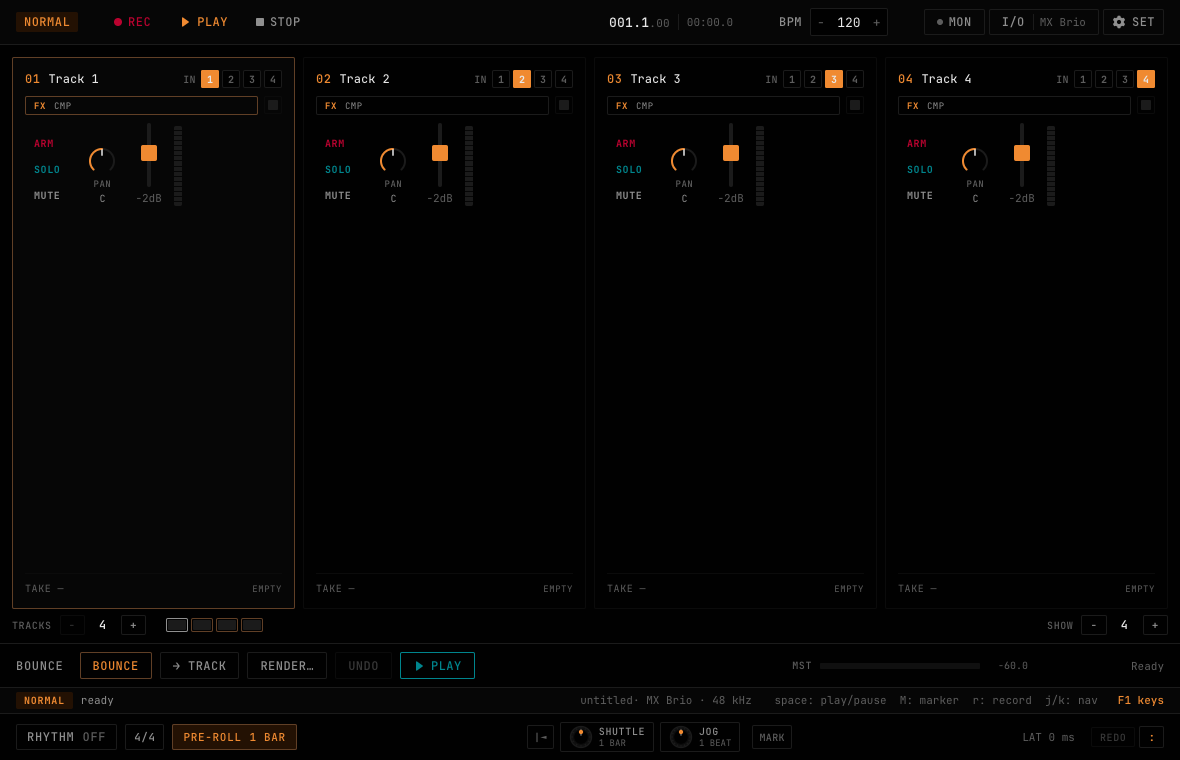 NORMAL REC PLAY STOP 001.1.00 00:00.0 BPM - 120 + MON I/O MX Brio SET
01 Track 1 IN 1 2 3 4
FX CMP
ARM
SOLO
MUTE
PAN
C
-2dB
TAKE — EMPTY
02 Track 2 IN 1 2 3 4
FX CMP
ARM
SOLO
MUTE
PAN
C
-2dB
TAKE — EMPTY
03 Track 3 IN 1 2 3 4
FX CMP
ARM
SOLO
MUTE
PAN
C
-2dB
TAKE — EMPTY
04 Track 4 IN 1 2 3 4
FX CMP
ARM
SOLO
MUTE
PAN
C
-2dB
TAKE — EMPTY
TRACKS - 4 + SHOW - 4 +
BOUNCE BOUNCE → TRACK RENDER… UNDO PLAY MST -60.0 Ready
NORMAL ready untitled· MX Brio · 48 kHz space: play/pause M: marker r: record j/k: nav F1 keys
RHYTHM OFF 4/4 PRE-ROLL 1 BAR |→ SHUTTLE 1 BAR JOG 1 BEAT MARK LAT 0 ms REDO :